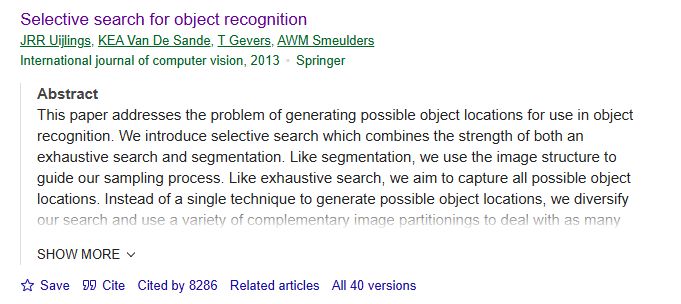 Selective search for object recognition
JRR Uijlings, KEA Van De Sande, T Gevers, AWM Smeulders
International journal of computer vision, 2013 • Springer
Abstract
This paper addresses the problem of generating possible object locations for use in object
recognition. We introduce selective search which combines the strength of both an
exhaustive search and segmentation. Like segmentation, we use the image structure to
guide our sampling process. Like exhaustive search, we aim to capture all possible object
locations. Instead of a single technique to generate possible object locations, we diversify
our search and use a variety of complementary image partitionings to deal with as many
SHOW MORE
Save Cite Cited by 8286 Related articles All 40 versions